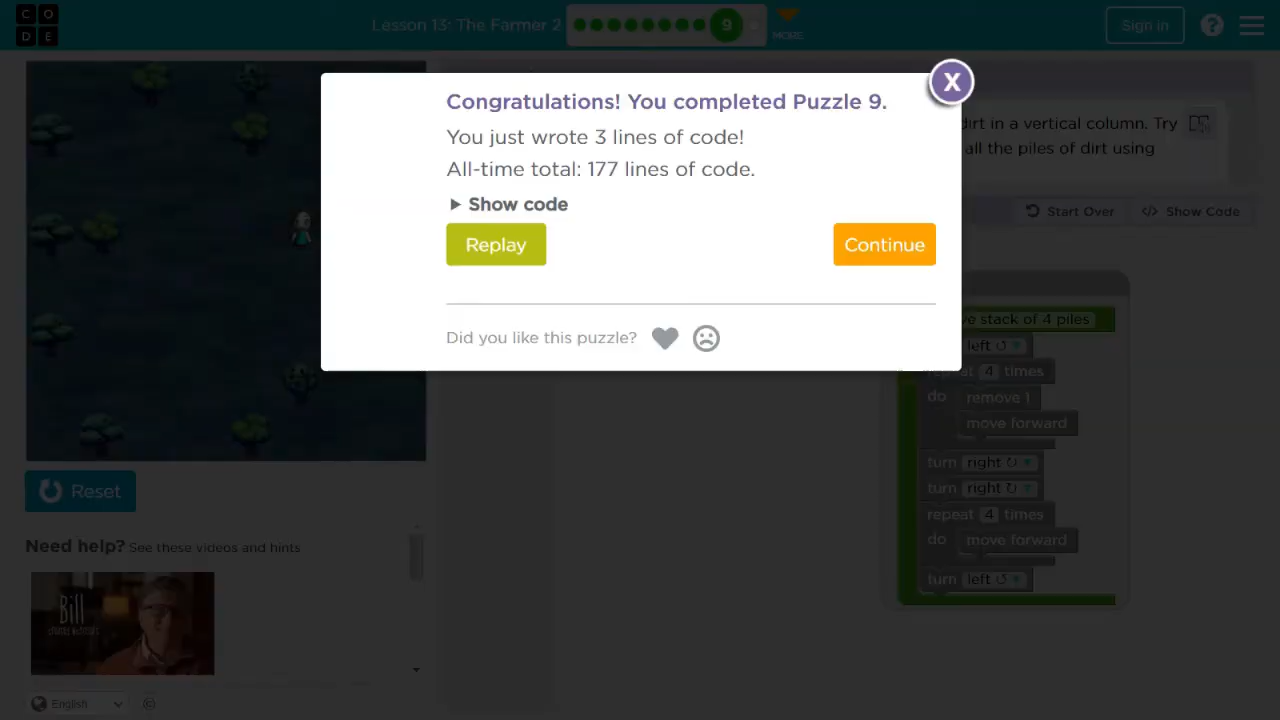 CO
DE
Lesson 13: The Farmer 2
9
MORE
Sign in
?
Congratulations! You completed Puzzle 9.
X
You just wrote 3 lines of code!
All-time total: 177 lines of code.
Show code
Replay
Continue
Did you like this puzzle?
dirt in a vertical column. Try
all the piles of dirt using
Start Over
</> Show Code
stack of 4 piles
left
repeat 4 times
do remove 1
move forward
turn right
turn right
repeat 4 times
do move forward
turn left
Reset
Need help? See these videos and hints
Bill
English
©